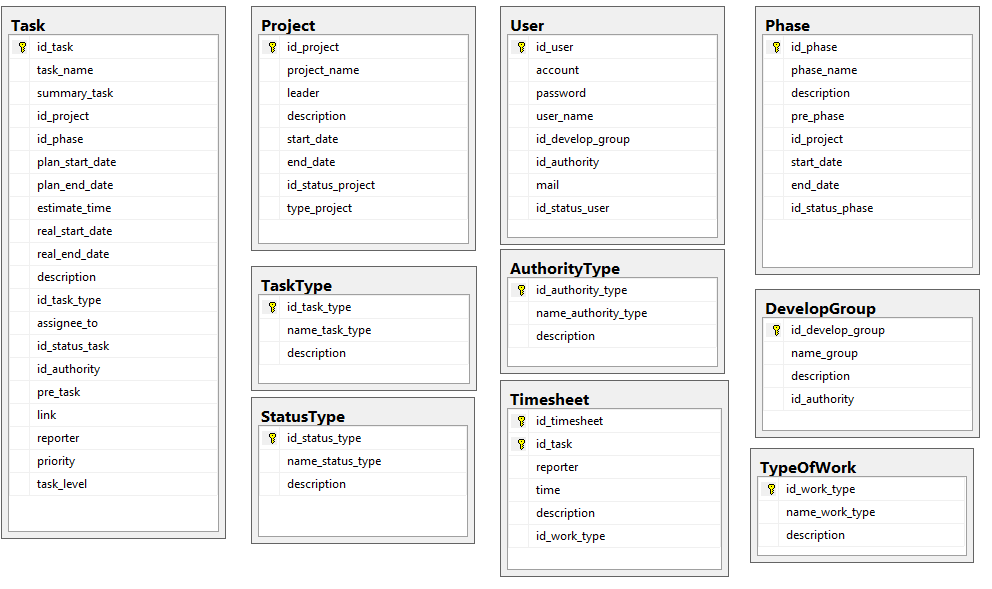 Task
id_task
task_name
summary_task
id_project
id_phase
plan_start_date
plan_end_date
estimate_time
real_start_date
real_end_date
description
id_task_type
assignee_to
id_status_task
id_authority
pre_task
link
reporter
priority
task_level
Project
id_project
project_name
leader
description
start_date
end_date
id_status_project
type_project
TaskType
id_task_type
name_task_type
description
StatusType
id_status_type
name_status_type
description
User
id_user
account
password
user_name
id_develop_group
id_authority
mail
id_status_user
AuthorityType
id_authority_type
name_authority_type
description
Timesheet
id_timesheet
id_task
reporter
time
description
id_work_type
Phase
id_phase
phase_name
description
pre_phase
id_project
start_date
end_date
id_status_phase
DevelopGroup
id_develop_group
name_group
description
id_authority
TypeOfWork
id_work_type
name_work_type
description